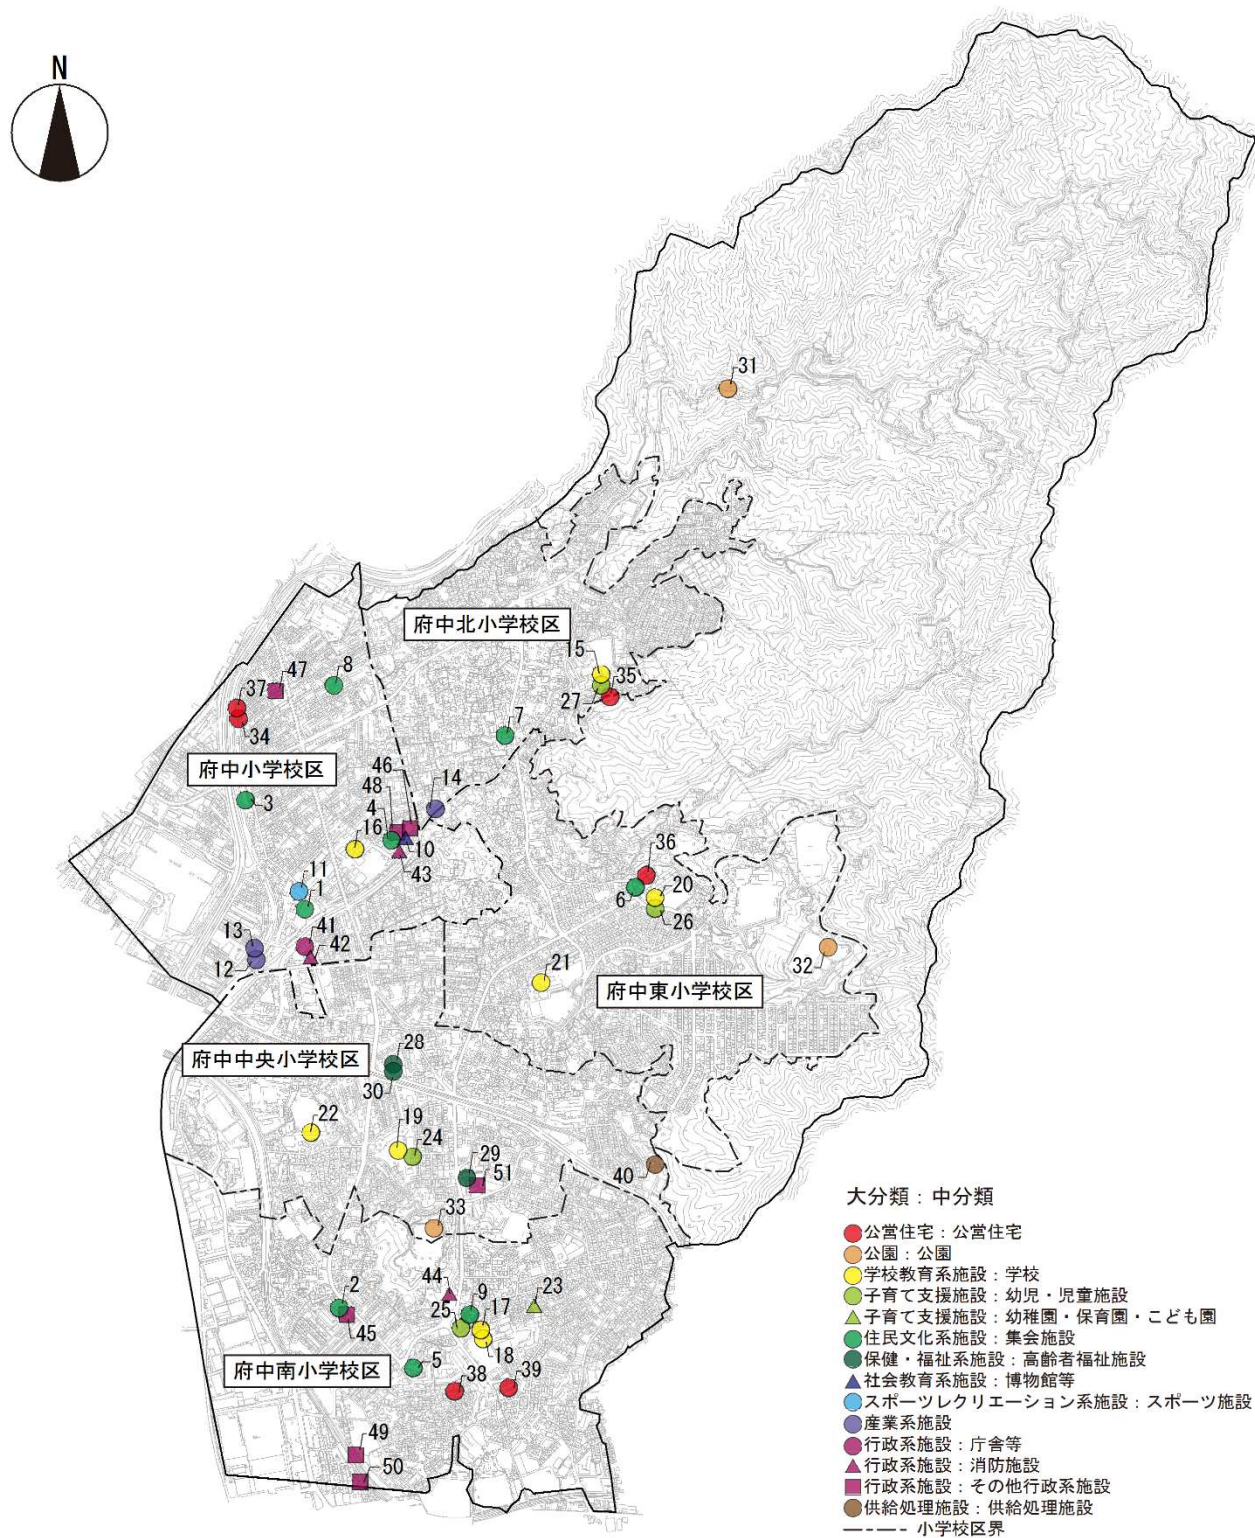 N
31
府中北小学校区
15
35
27
8
47
37
34
7
府中小学校区
46
48
4
14
3
16
10
43
36
11
1
6
20
26
13
41
42
12
32
21
府中東小学校区
28
府中中央小学校区
30
22
19
24
29
51
40
33
44
23
2
9
17
25
45
18
府中南小学校区
5
38
39
49
50
大分類：中分類
公営住宅：公営住宅
公園：公園
学校教育系施設：学校
子育て支援施設：幼児・児童施設
子育て支援施設：幼稚園・保育園・こども園
住民文化系施設：集会施設
保健・福祉系施設：高齢者福祉施設
社会教育系施設：博物館等
スポーツレクリエーション系施設：スポーツ施設
産業系施設
行政系施設：庁舎等
行政系施設：消防施設
行政系施設：その他行政系施設
供給処理施設：供給処理施設
小学校区界